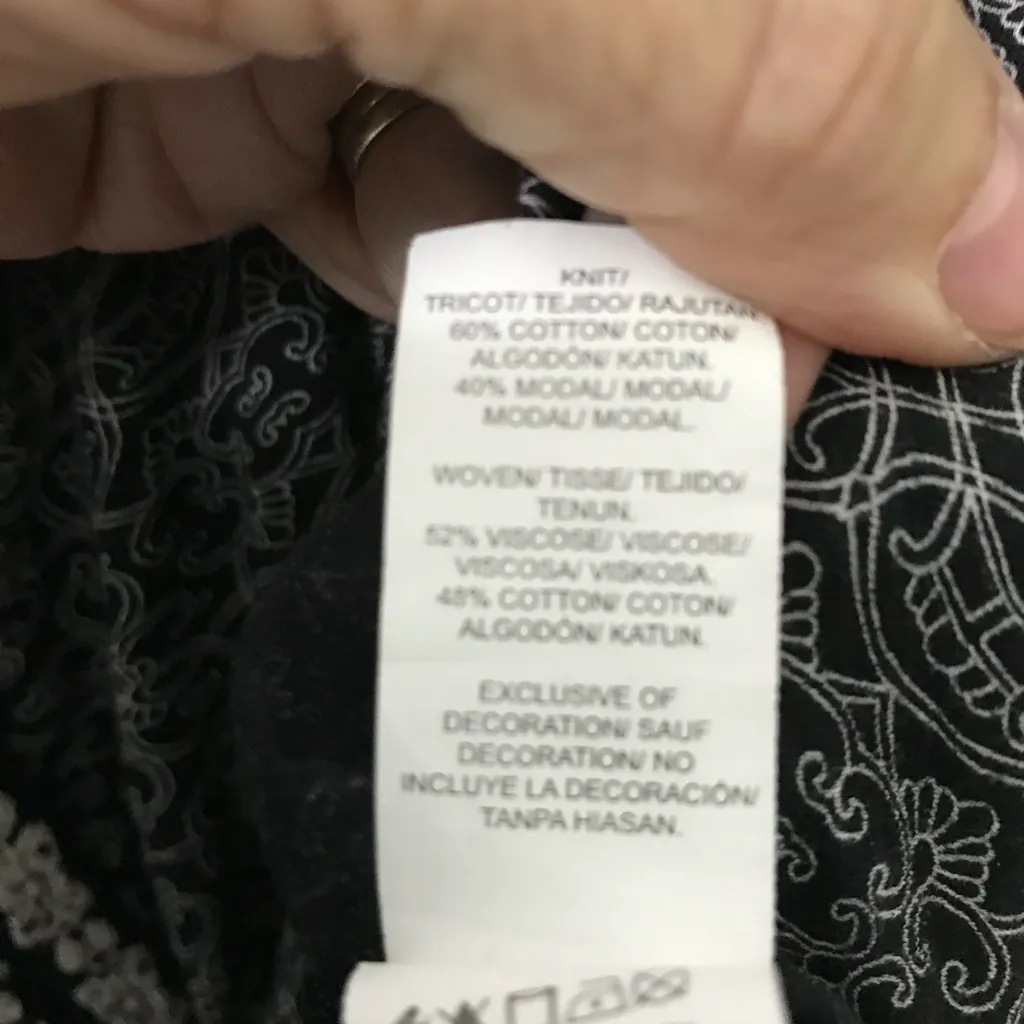 KNIT/
TRICOT/ TEJIDO/ RAJUTAN.
60% COTTON/ COTON/
ALGODÓN/ KATUN.
40% MODAL/ MODAL/
MODAL/ MODAL.
WOVEN/ TISSE/ TEJIDO/
TENUN.
52% VISCOSE/ VISCOSE/
VISCOSA/ VISKOSA.
48% COTTON/ COTON/
ALGODÓN/ KATUN.
EXCLUSIVE OF
DECORATION/ SAUF
DECORATION/ NO
INCLUYE LA DECORACIÓN/
TANPA HIASAN.